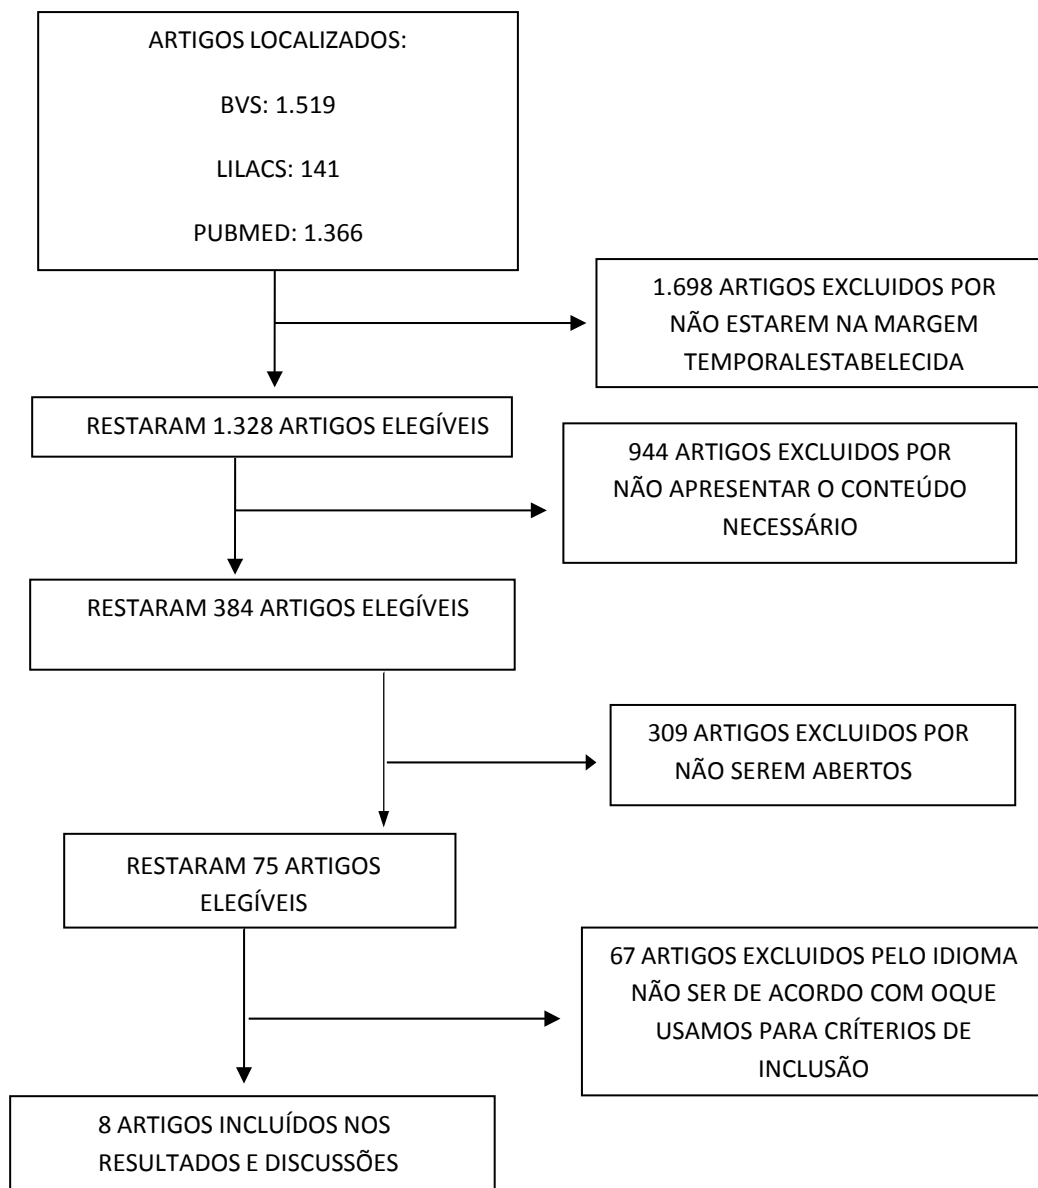 ARTIGOS LOCALIZADOS:
BVS: 1.519
LILACS: 141
PUBMED: 1.366
1.698 ARTIGOS EXCLUIDOS POR
NÃO ESTAREM NA MARGEM
TEMPORALESTABELECIDA
RESTARAM 1.328 ARTIGOS ELEGÍVEIS
944 ARTIGOS EXCLUIDOS POR
NÃO APRESENTAR O CONTEÚDO
NECESSÁRIO
RESTARAM 384 ARTIGOS ELEGÍVEIS
309 ARTIGOS EXCLUIDOS POR
NÃO SEREM ABERTOS
RESTARAM 75 ARTIGOS
ELEGÍVEIS
67 ARTIGOS EXCLUIDOS PELO IDIOMA
NÃO SER DE ACORDO COM OQUE
USAMOS PARA CRÍTERIOS DE
INCLUSÃO
8 ARTIGOS INCLUÍDOS NOS
RESULTADOS E DISCUSSÕES